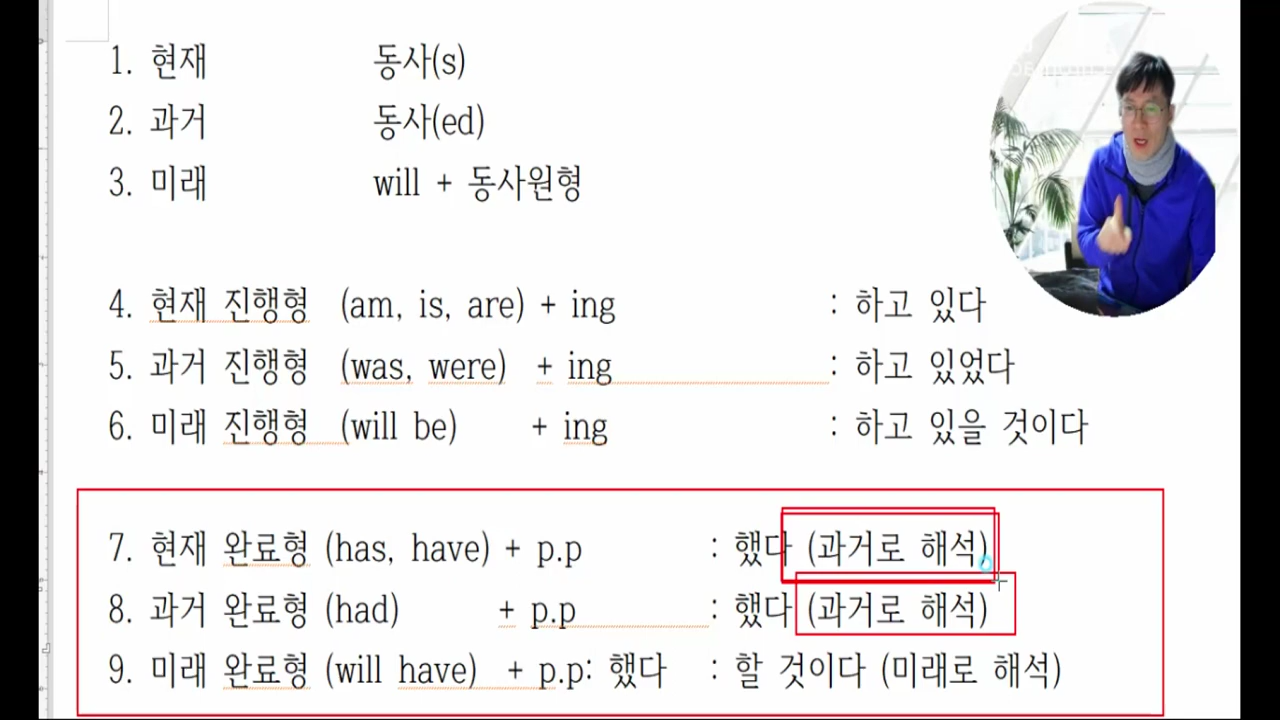 1. 현재 동사(s)
2. 과거 동사(ed)
3. 미래 will + 동사원형
4. 현재 진행형 (am, is, are) + ing : 하고 있다
5. 과거 진행형 (was, were) + ing : 하고 있었다
6. 미래 진행형 (will be) + ing : 하고 있을 것이다
7. 현재 완료형 (has, have) + p.p : 했다 (과거로 해석)
8. 과거 완료형 (had) + p.p : 했다 (과거로 해석)
9. 미래 완료형 (will have) + p.p: 했다 : 할 것이다 (미래로 해석)